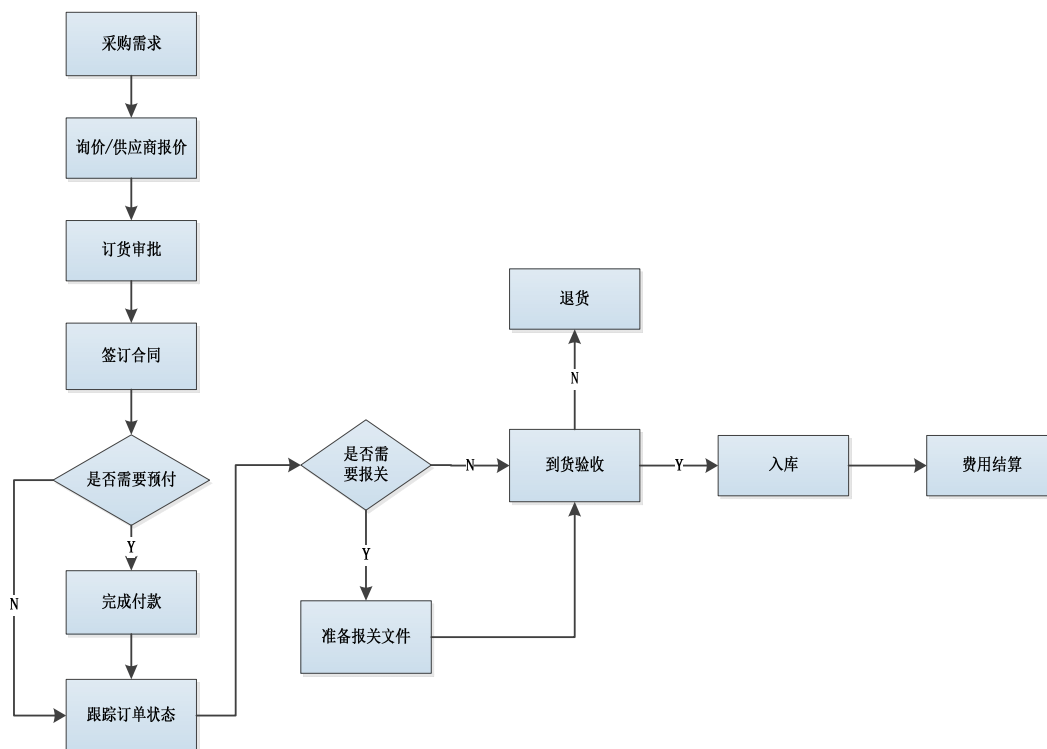 采购需求
询价/供应商报价
订货审批
签订合同
是否需要预付
Y
N
完成付款
跟踪订单状态
是否需
要报关
N
Y
准备报关文件
到货验收
N
退货
Y
入库
费用结算